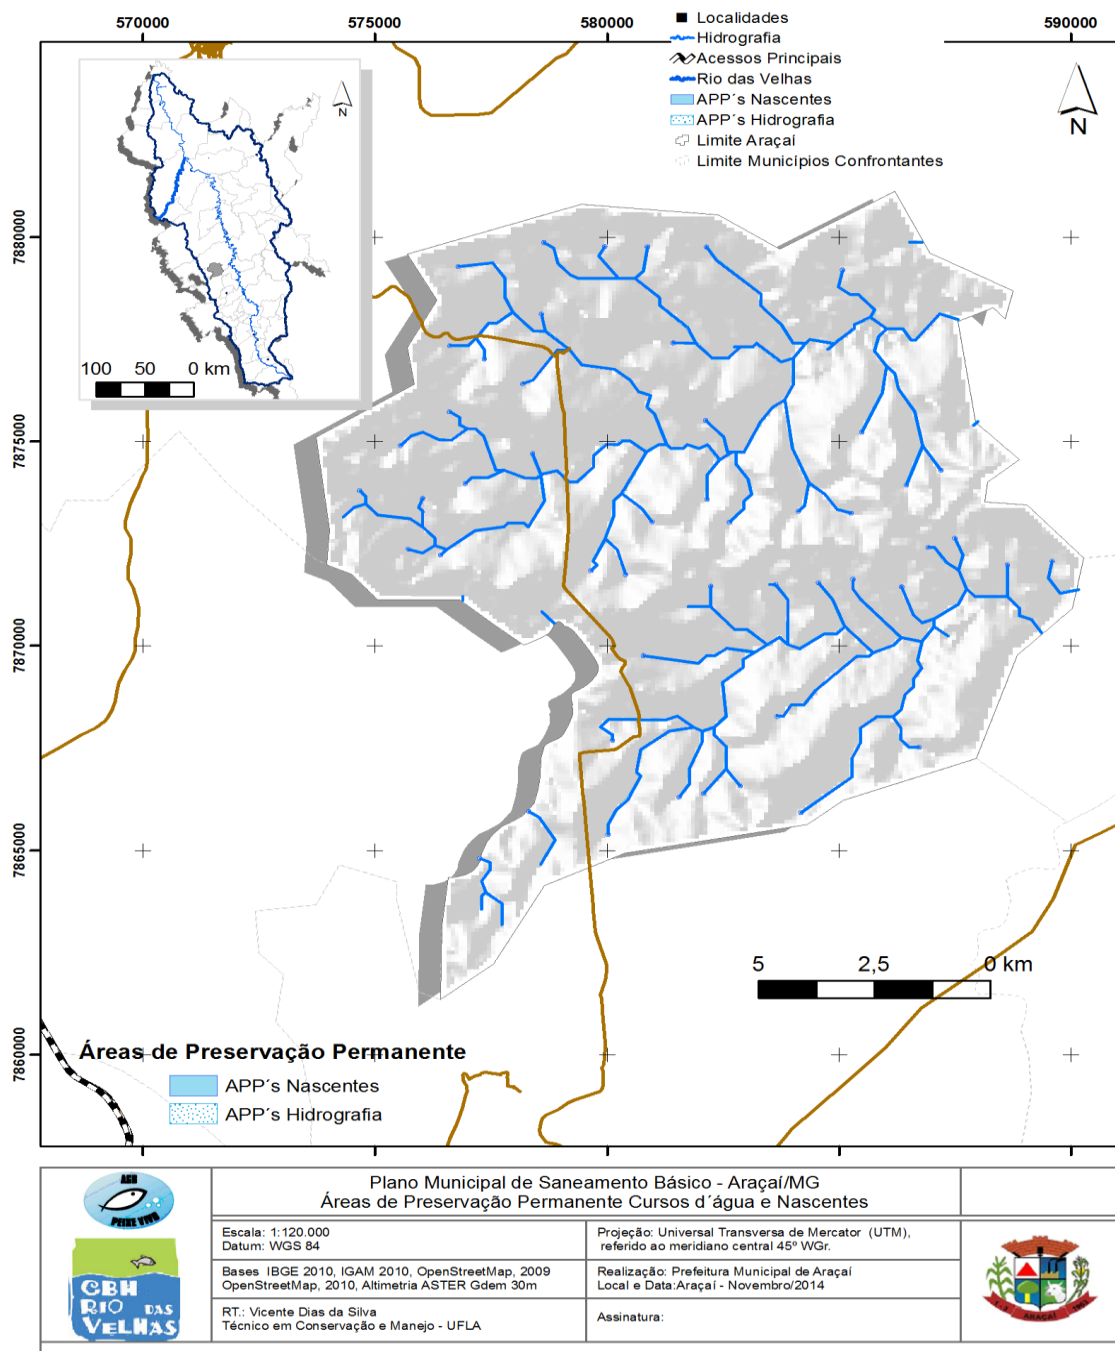 570000
575000
580000
590000
Localidades
Hidrografia
Acessos Principais
Rio das Velhas
APP´s Nascentes
APP´s Hidrografia
Limite Araçaí
Limite Municípios Confrontantes
N
N
100 50 0 km
7880000
7875000
7870000
7865000
7860000
5 2,5 0 km
Áreas de Preservação Permanente
APP´s Nascentes
APP´s Hidrografia
AGB
PEIXE VIVO
CBH
RIO DAS
VELHAS
Plano Municipal de Saneamento Básico - Araçaí/MG
Áreas de Preservação Permanente Cursos d´água e Nascentes
Escala: 1:120.000
Datum: WGS 84
Projeção: Universal Transversa de Mercator (UTM),
referido ao meridiano central 45º WGr.
Bases IBGE 2010, IGAM 2010, OpenStreetMap, 2009
OpenStreetMap, 2010, Altimetria ASTER Gdem 30m
Realização: Prefeitura Municipal de Araçaí
Local e Data:Araçaí - Novembro/2014
RT.: Vicente Dias da Silva
Técnico em Conservação e Manejo - UFLA
Assinatura:
ARAÇAÍ